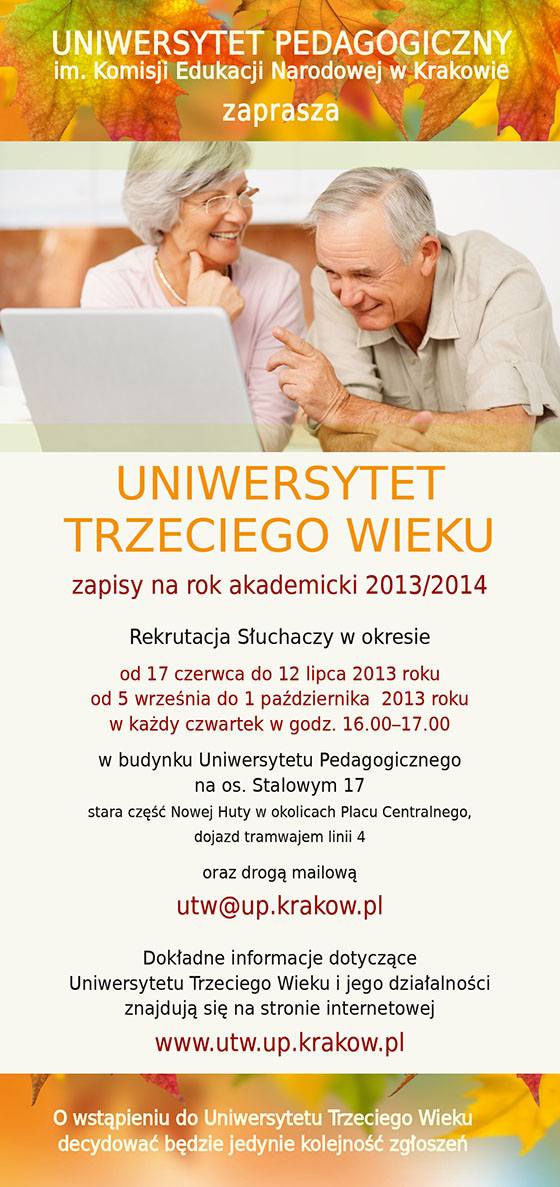 UNIWERSYTET PEDAGOGICZNY
im. Komisji Edukacji Narodowej w Krakowie
zaprasza
UNIWERSYTET
TRZECIEGO WIEKU
zapisy na rok akademicki 2013/2014
Rekrutacja Słuchaczy w okresie
od 17 czerwca do 12 lipca 2013 roku
od 5 września do 1 października 2013 roku
w każdy czwartek w godz. 16.00–17.00
w budynku Uniwersytetu Pedagogicznego
na os. Stalowym 17
stara część Nowej Huty w okolicach Placu Centralnego,
dojazd tramwajem linii 4
oraz drogą mailową
utw@up.krakow.pl
Dokładne informacje dotyczące
Uniwersytetu Trzeciego Wieku i jego działalności
znajdują się na stronie internetowej
www.utw.up.krakow.pl
O wstąpieniu do Uniwersytetu Trzeciego Wieku
decydować będzie jedynie kolejność zgłoszeń